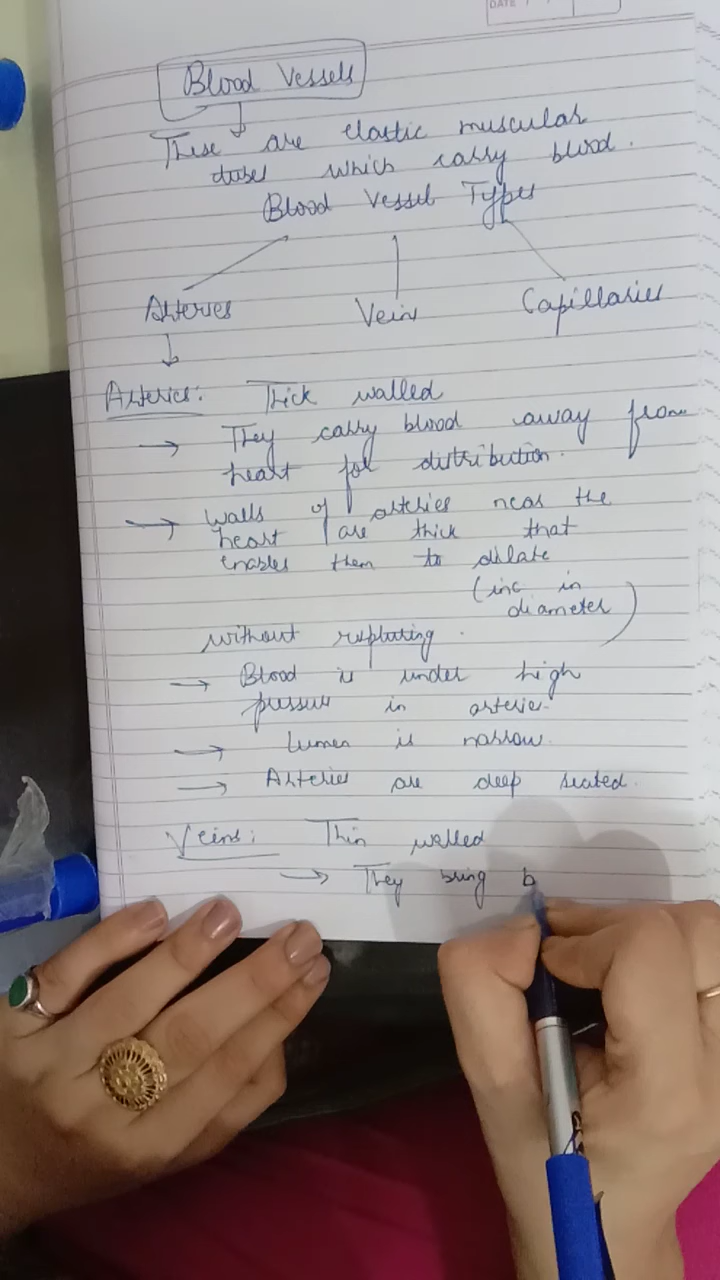 DATE
Blood Vessels
These are elastic muscular
tubes which carry blood.
Blood Vessel Types
Arteries Vein Capillaries
Arteries: Thick walled
→ They carry blood away from
heart for distribution.
→ Walls of arteries near the
heart are thick that
enables them to dilate
(inc in
diameter)
without rupturing.
→ Blood is under high
pressure in arteries.
→ Lumen is narrow.
→ Arteries are deep seated.
Veins: Thin walled
→ They bring b